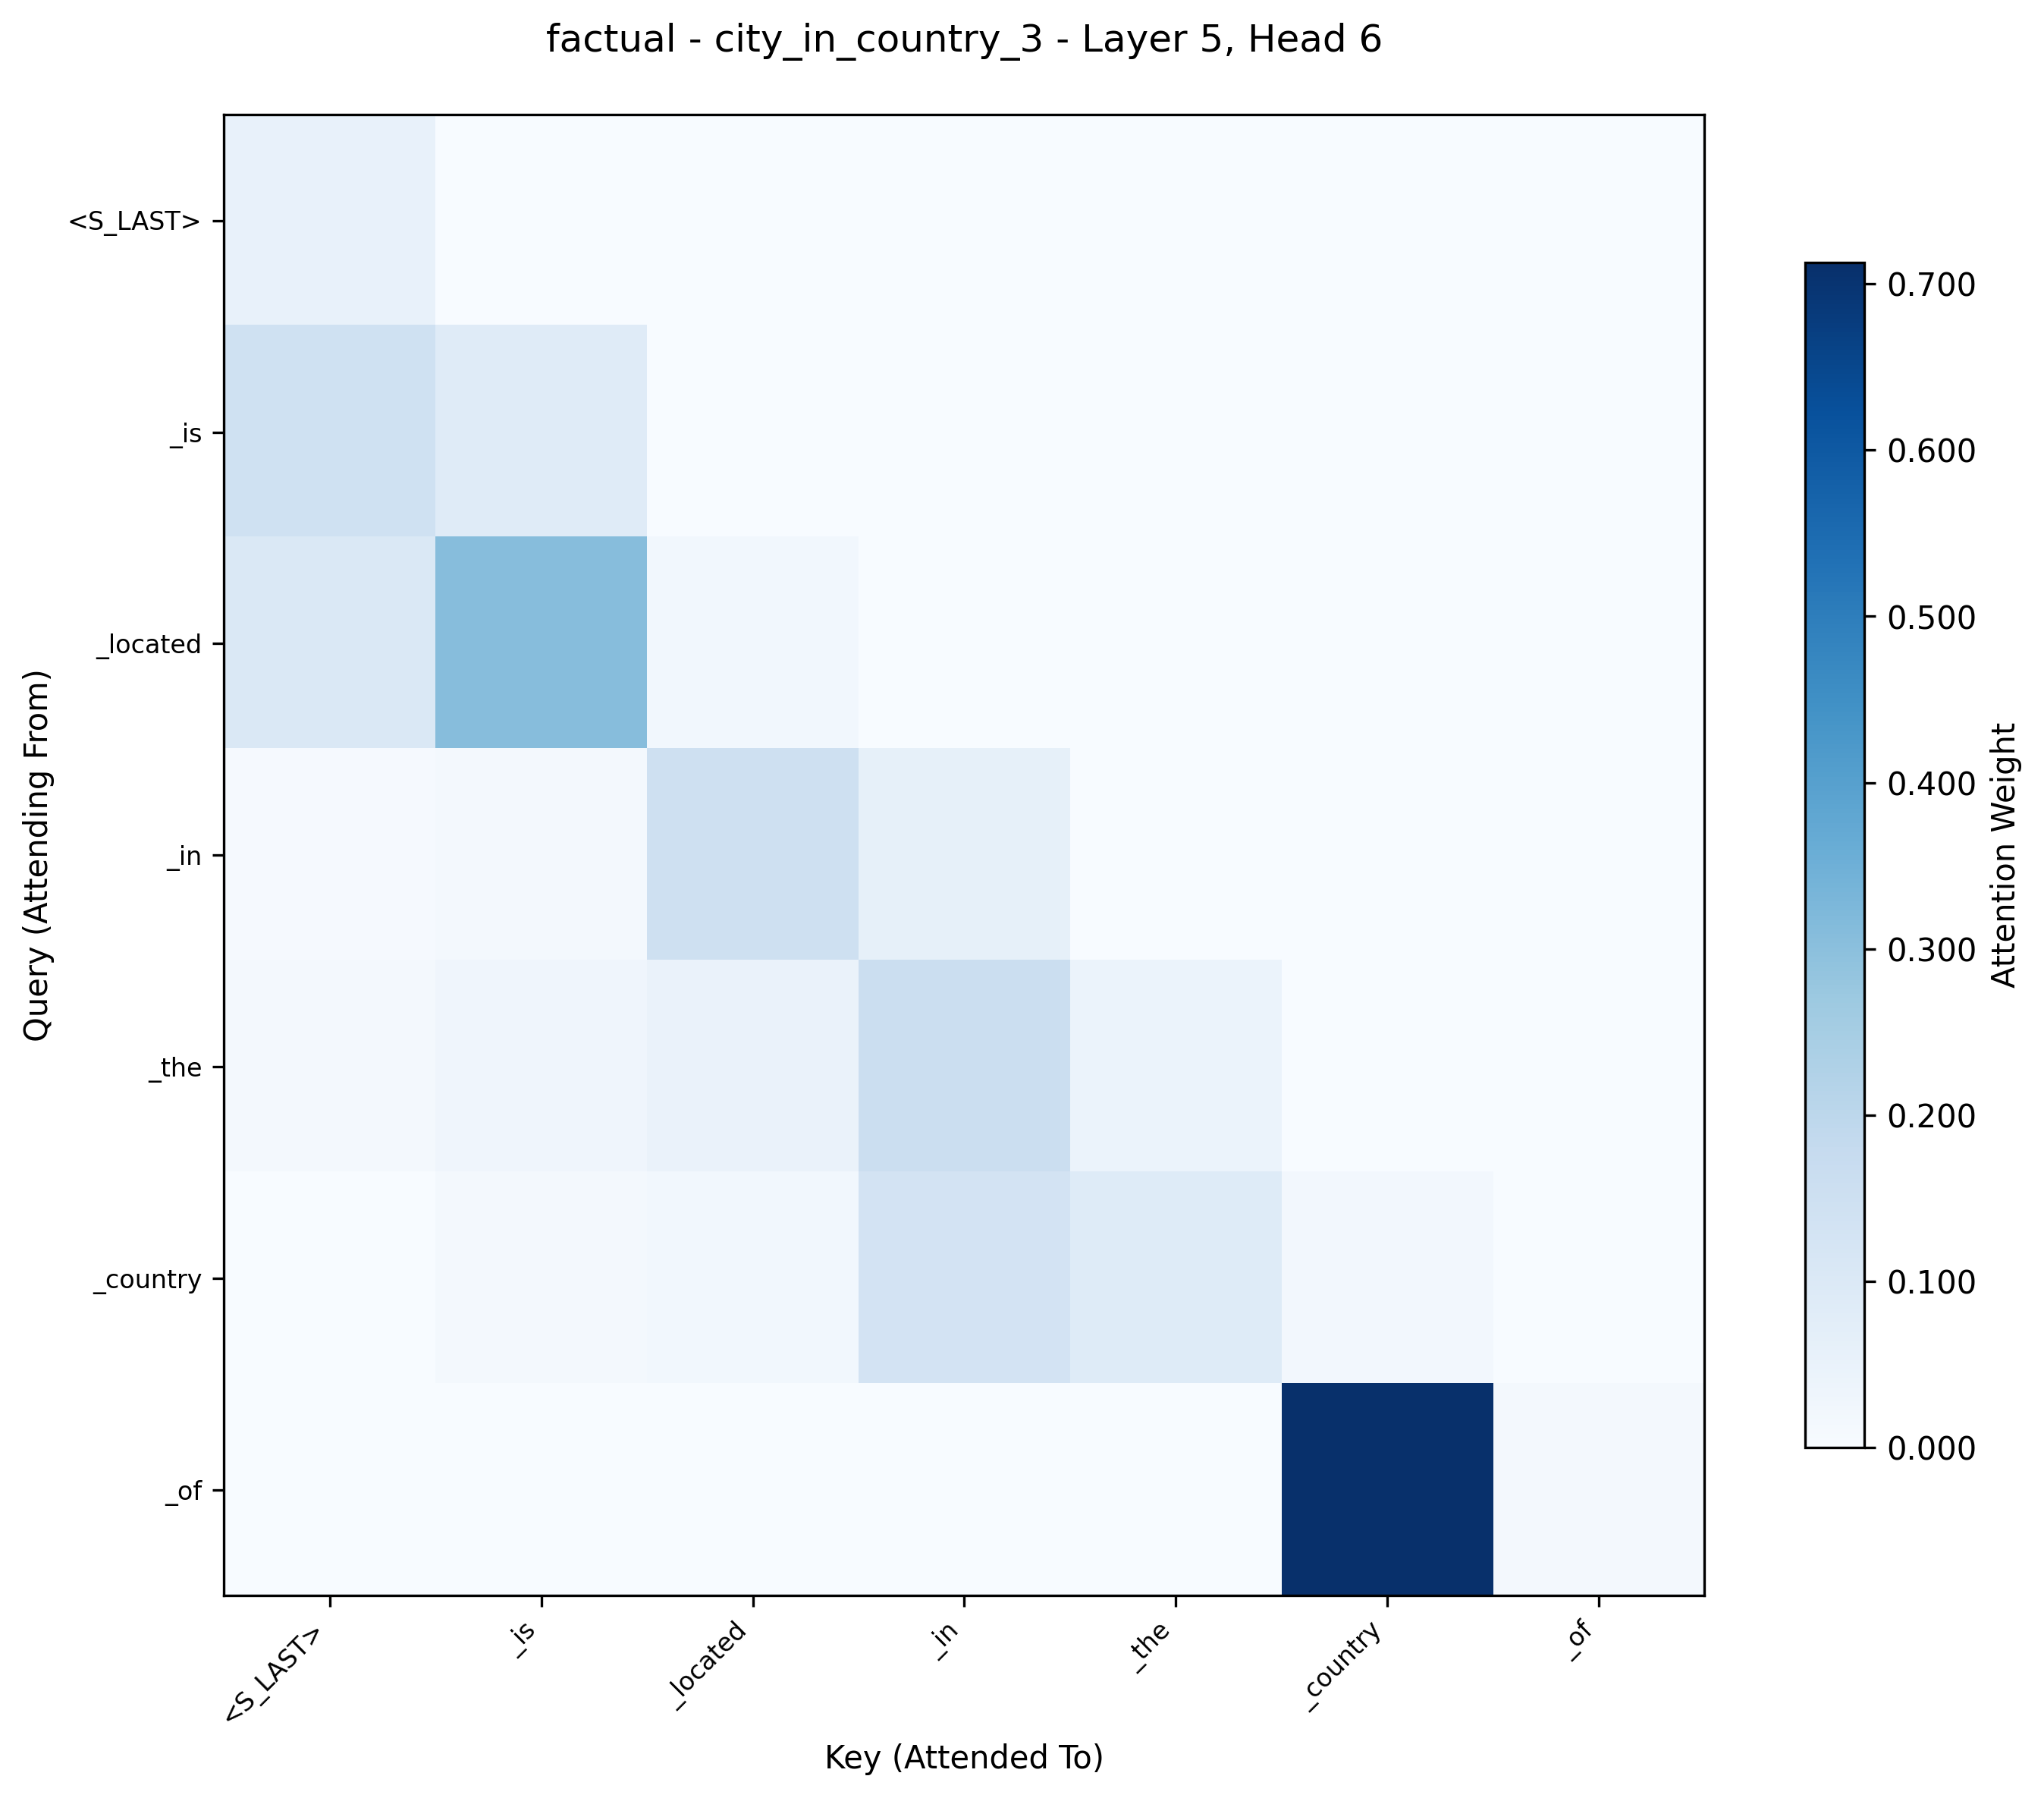 factual - city_in_country_3 - Layer 5, Head 6
Query (Attending From)
<S_LAST>
_is
_located
_in
_the
_country
_of
<S_LAST>
_is
_located
_in
_the
_country
_of
Key (Attended To)
0.700
0.600
0.500
0.400
0.300
0.200
0.100
0.000
Attention Weight